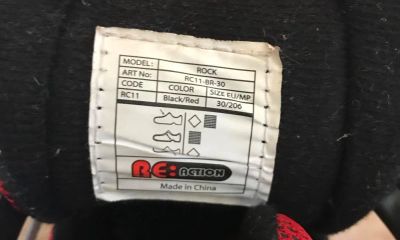 MODEL: ROCK
ART No: RC11-BR-30
CODE COLOR SIZE EU/MP
RC11 Black/Red 30/206
RE:ACTION
Made in China